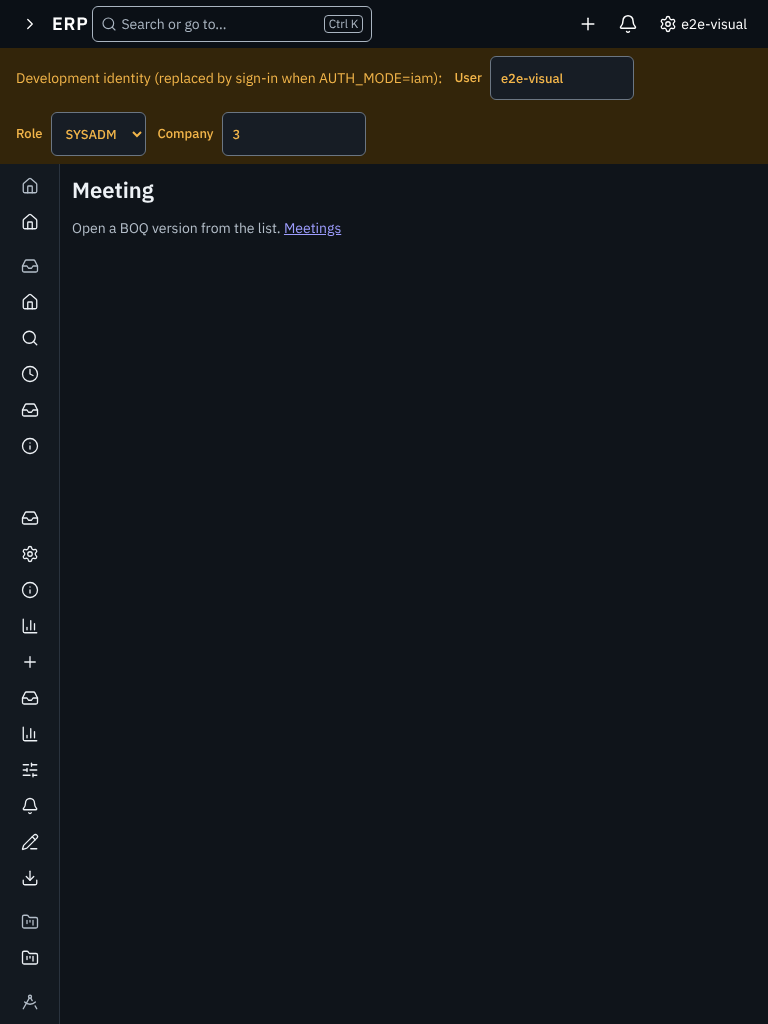 ERP
Search or go to...
Ctrl K
e2e-visual
Development identity (replaced by sign-in when AUTH_MODE=iam):
User
e2e-visual
Role
SYSADM
Company
3
Meeting
Open a BOQ version from the list. Meetings